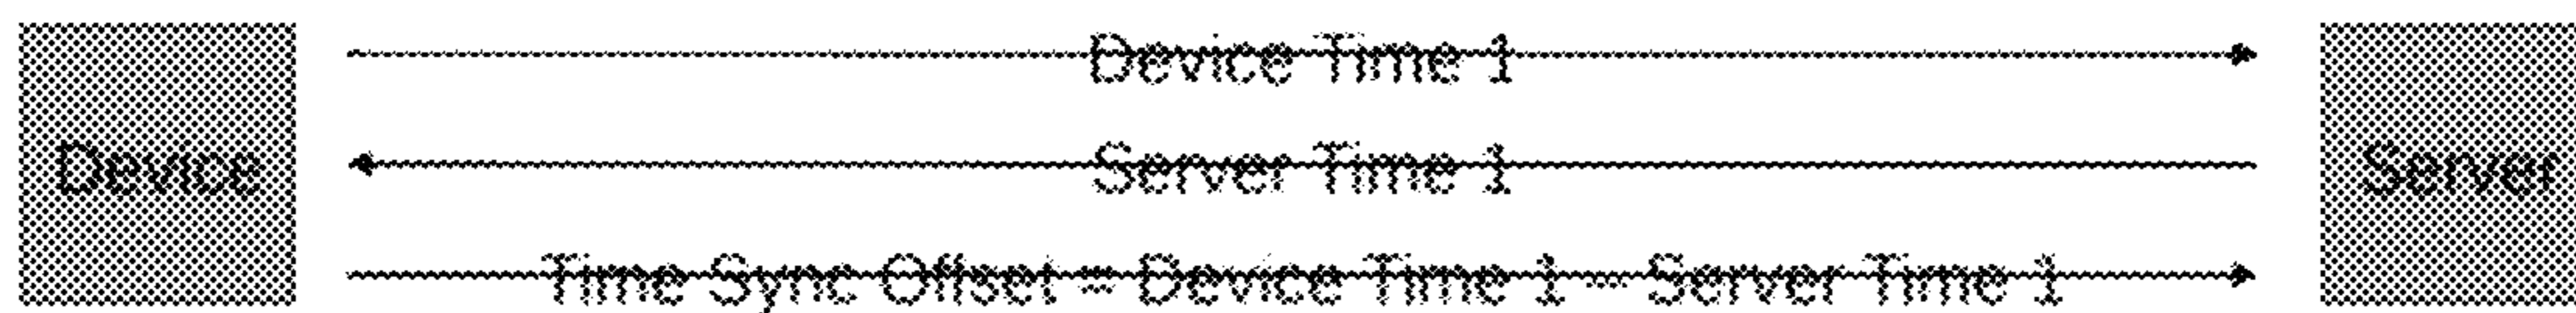 Device Time 1
Device
Server Time 1
Server
Time Sync Offset = Device Time 1 - Server Time 1